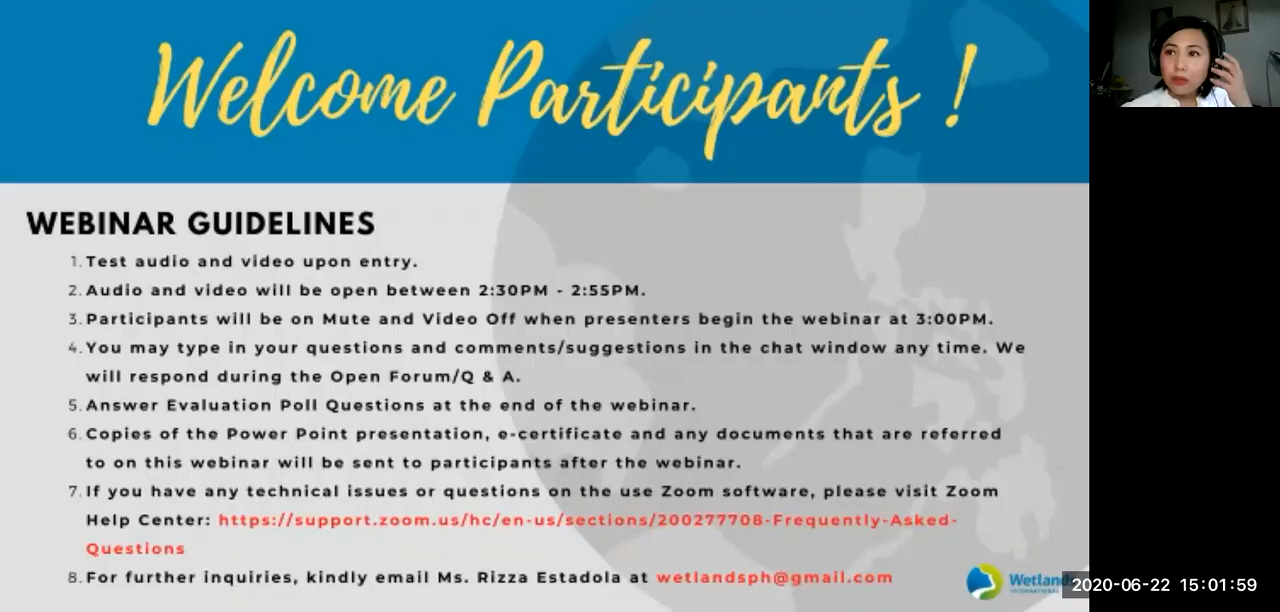 Welcome Participants !
WEBINAR GUIDELINES
1. Test audio and video upon entry.
2. Audio and video will be open between 2:30PM - 2:55PM.
3. Participants will be on Mute and Video Off when presenters begin the webinar at 3:00PM.
4. You may type in your questions and comments/suggestions in the chat window any time. We
will respond during the Open Forum/Q & A.
5. Answer Evaluation Poll Questions at the end of the webinar.
6. Copies of the Power Point presentation, e-certificate and any documents that are referred
to on this webinar will be sent to participants after the webinar.
7. If you have any technical issues or questions on the use Zoom software, please visit Zoom
Help Center: https://support.zoom.us/hc/en-us/sections/200277708-Frequently-Asked-
Questions
8. For further inquiries, kindly email Ms. Rizza Estadola at wetlandsph@gmail.com
2020-06-22 15:01:59